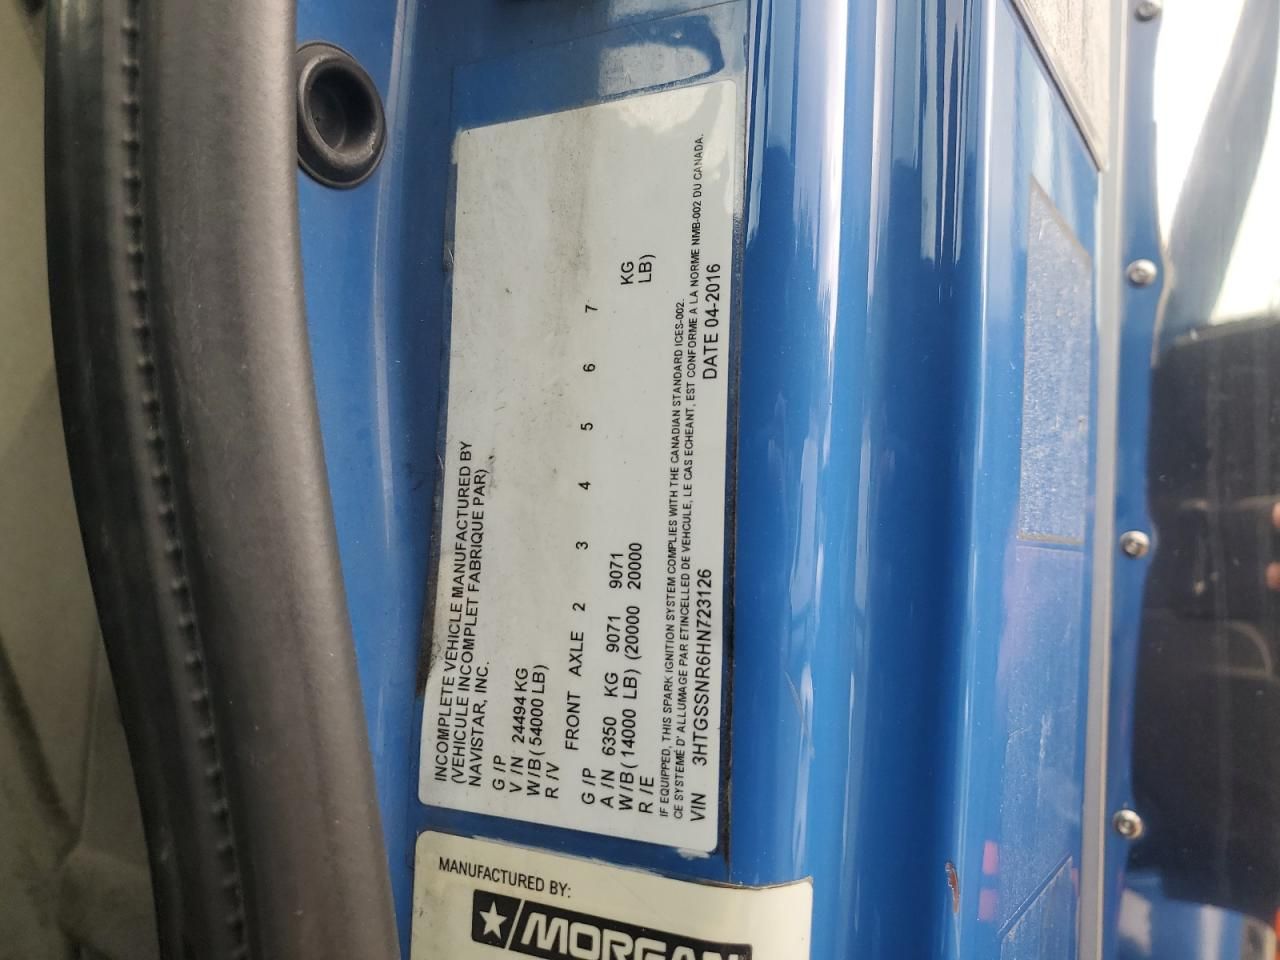 INCOMPLETE VEHICLE MANUFACTURED BY
(VEHICULE INCOMPLET FABRIQUE PAR)
NAVISTAR, INC.
G /P
V /N 24494 KG
W/B ( 54000 LB)
R /V
FRONT AXLE 2 3 4 5 6 7
G /P
A /N 6350 KG 9071 9071 KG
W/B ( 14000 LB) (20000 20000 LB)
R /E
IF EQUIPPED, THIS SPARK IGNITION SYSTEM COMPLIES WITH THE CANADIAN STANDARD ICES-002.
CE SYSTEMÉ D' ALLUMAGE PAR ETINCELLED DE VEHCULE, LE CAS ECHEANT, EST CONFORME A LA NORME NMB-002 DU CANADA.
VIN 3HTGSSNR6HN723126 DATE 04-2016
MANUFACTURED BY:
MORGAN